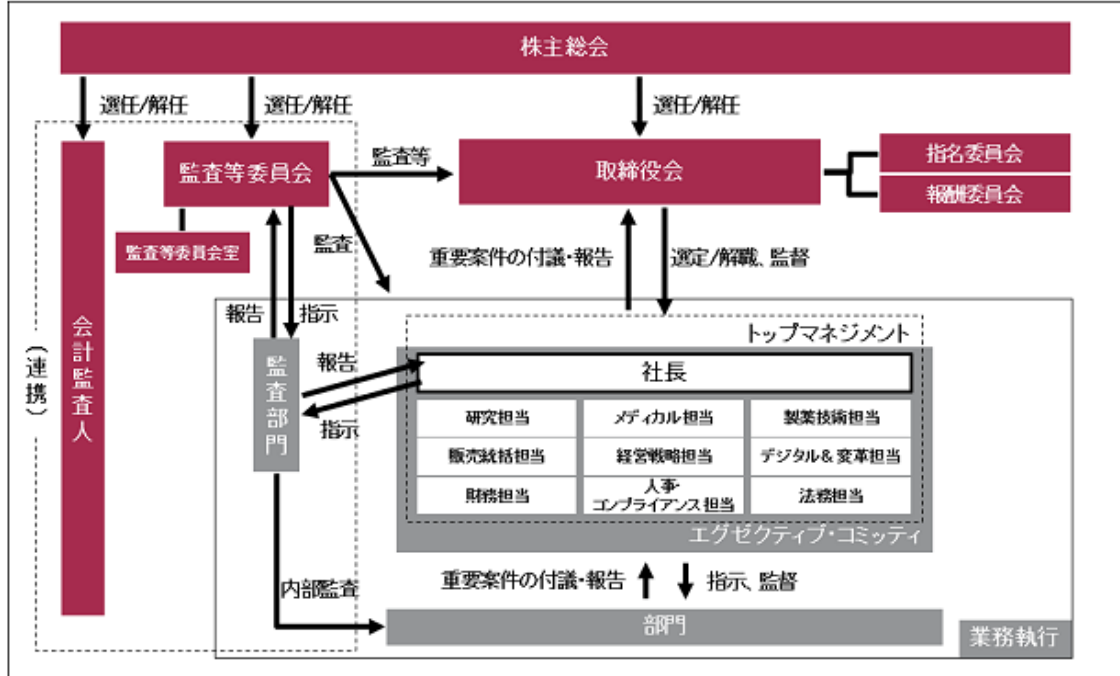 株主総会
選任/解任
選任/解任
選任/解任
監査等委員会
監査等
取締役会
指名委員会
報酬委員会
監査等委員会室
監査
重要案件の付議・報告
選定/解職、監督
報告
指示
(連携)
会計監査人
監査部門
報告
指示
トップマネジメント
社長
研究担当
メディカル担当
製薬技術担当
販売統括担当
経営戦略担当
デジタル&変革担当
財務担当
人事・
コンプライアンス担当
法務担当
エグゼクティブ・コミッティ
内部監査
重要案件の付議・報告
指示、監督
部門
業務執行